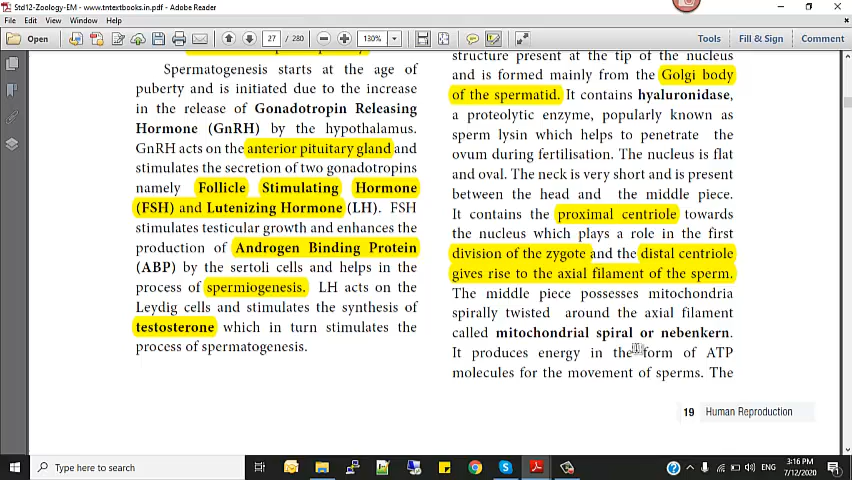 Std12-Zoology-EM - www.tntextbooks.in.pdf - Adobe Reader
File Edit View Window Help
Open 27 / 280 130% Tools Fill & Sign Comment
Spermatogenesis starts at the age of
puberty and is initiated due to the increase
in the release of Gonadotropin Releasing
Hormone (GnRH) by the hypothalamus.
GnRH acts on the anterior pituitary gland and
stimulates the secretion of two gonadotropins
namely Follicle Stimulating Hormone
(FSH) and Lutenizing Hormone (LH). FSH
stimulates testicular growth and enhances the
production of Androgen Binding Protein
(ABP) by the sertoli cells and helps in the
process of spermiogenesis. LH acts on the
Leydig cells and stimulates the synthesis of
testosterone which in turn stimulates the
process of spermatogenesis.
structure present at the tip of the nucleus
and is formed mainly from the Golgi body
of the spermatid. It contains hyaluronidase,
a proteolytic enzyme, popularly known as
sperm lysin which helps to penetrate the
ovum during fertilisation. The nucleus is flat
and oval. The neck is very short and is present
between the head and the middle piece.
It contains the proximal centriole towards
the nucleus which plays a role in the first
division of the zygote and the distal centriole
gives rise to the axial filament of the sperm.
The middle piece possesses mitochondria
spirally twisted around the axial filament
called mitochondrial spiral or nebenkern.
It produces energy in the form of ATP
molecules for the movement of sperms. The
19 Human Reproduction
Type here to search
ENG
3:16 PM
7/12/2020